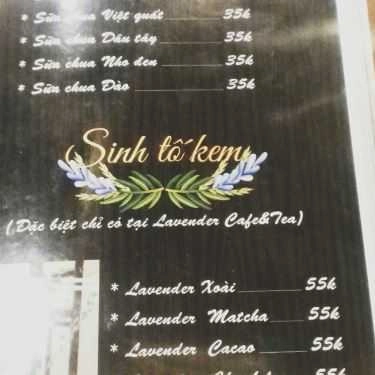 * Sữa chua Việt quất 35k
* Sữa chua Dâu tây 35k
* Sữa chua Nho đen 35k
* Sữa chua Đào 35k
Sinh tố kem
(Đặc biệt chỉ có tại Lavender Cafe&Tea)
* Lavender Xoài 55k
* Lavender Matcha 55k
* Lavender Cacao 55k